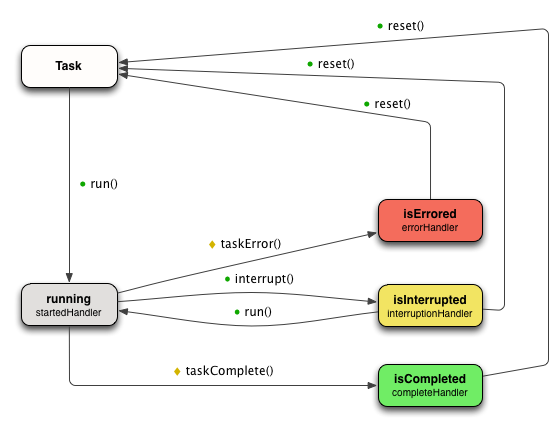 reset()
Task
reset()
reset()
run()
isErrored
errorHandler
taskError()
interrupt()
running
startedHandler
isInterrupted
interruptionHandler
run()
taskComplete()
isCompleted
completeHandler